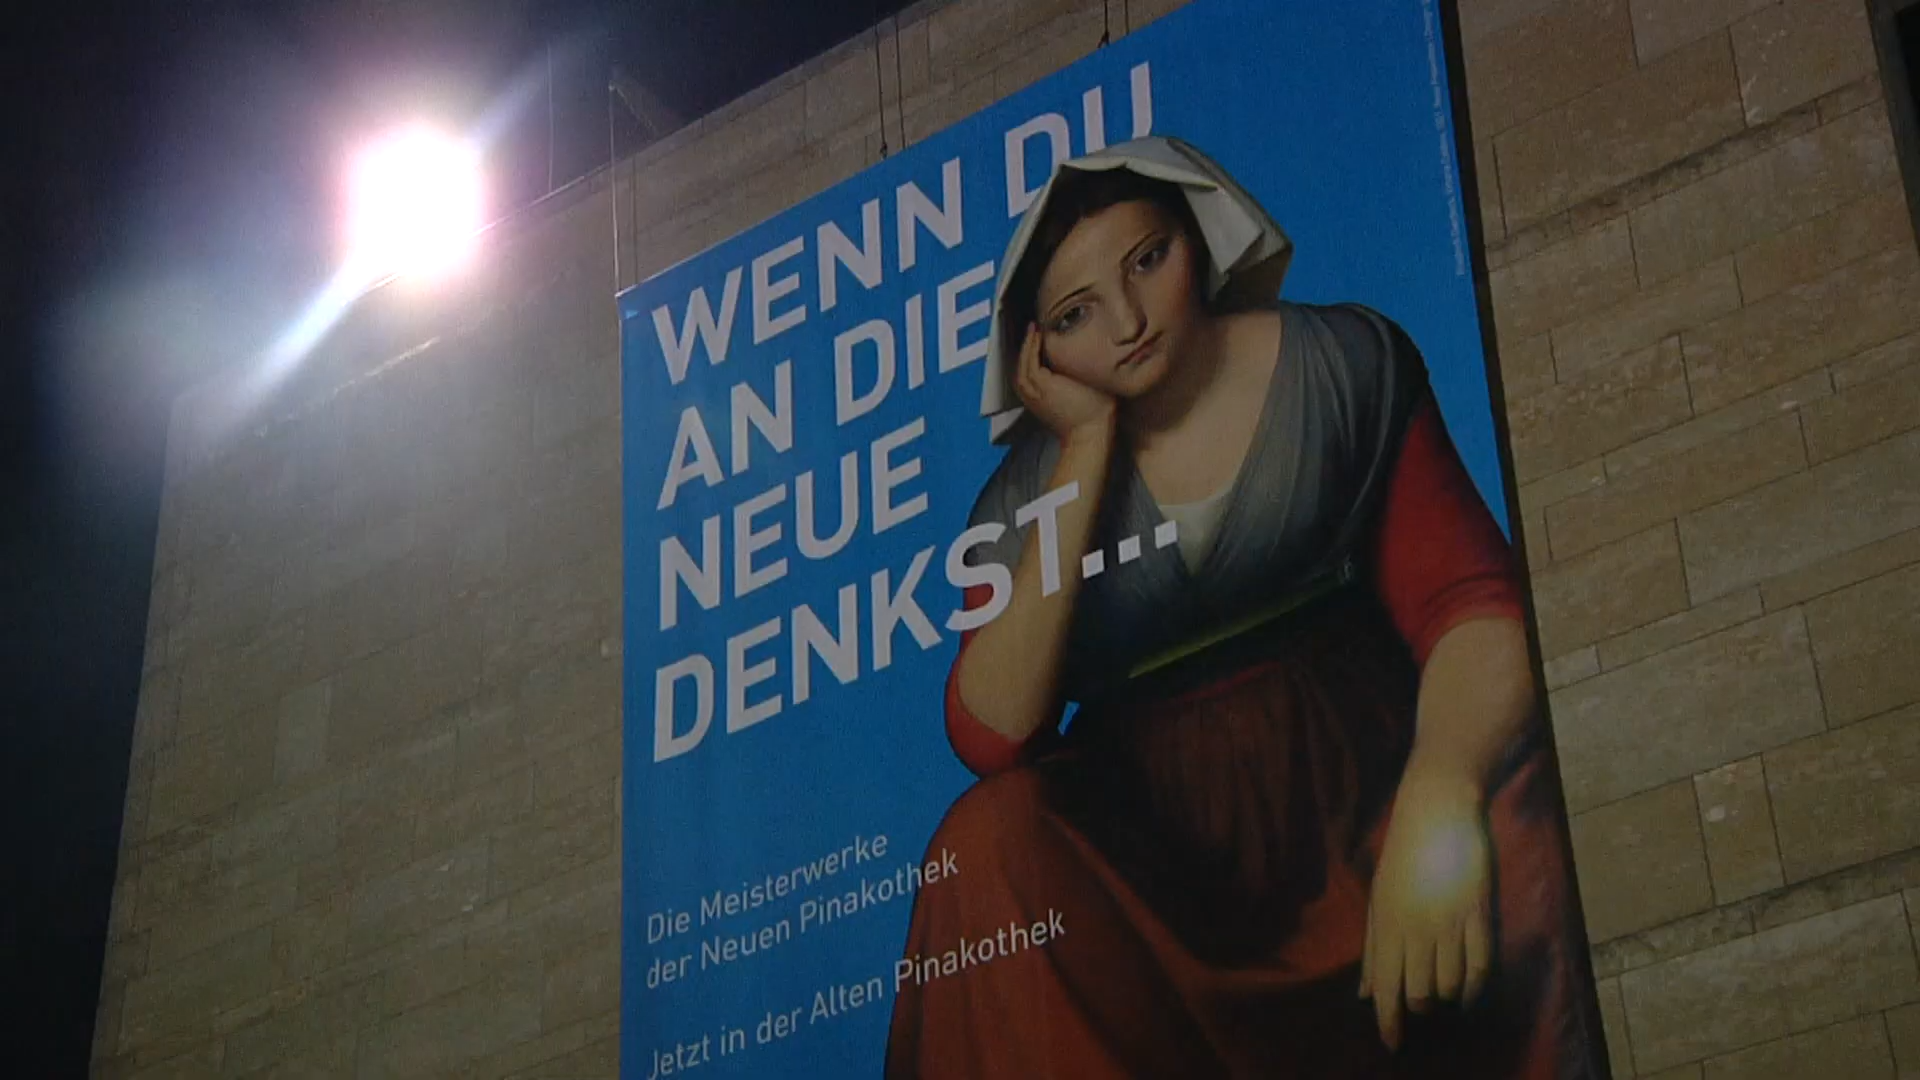 WENN DU
AN DIE
NEUE
DENKST...
Die Meisterwerke
der Neuen Pinakothek
Jetzt in der Alten Pinakothek